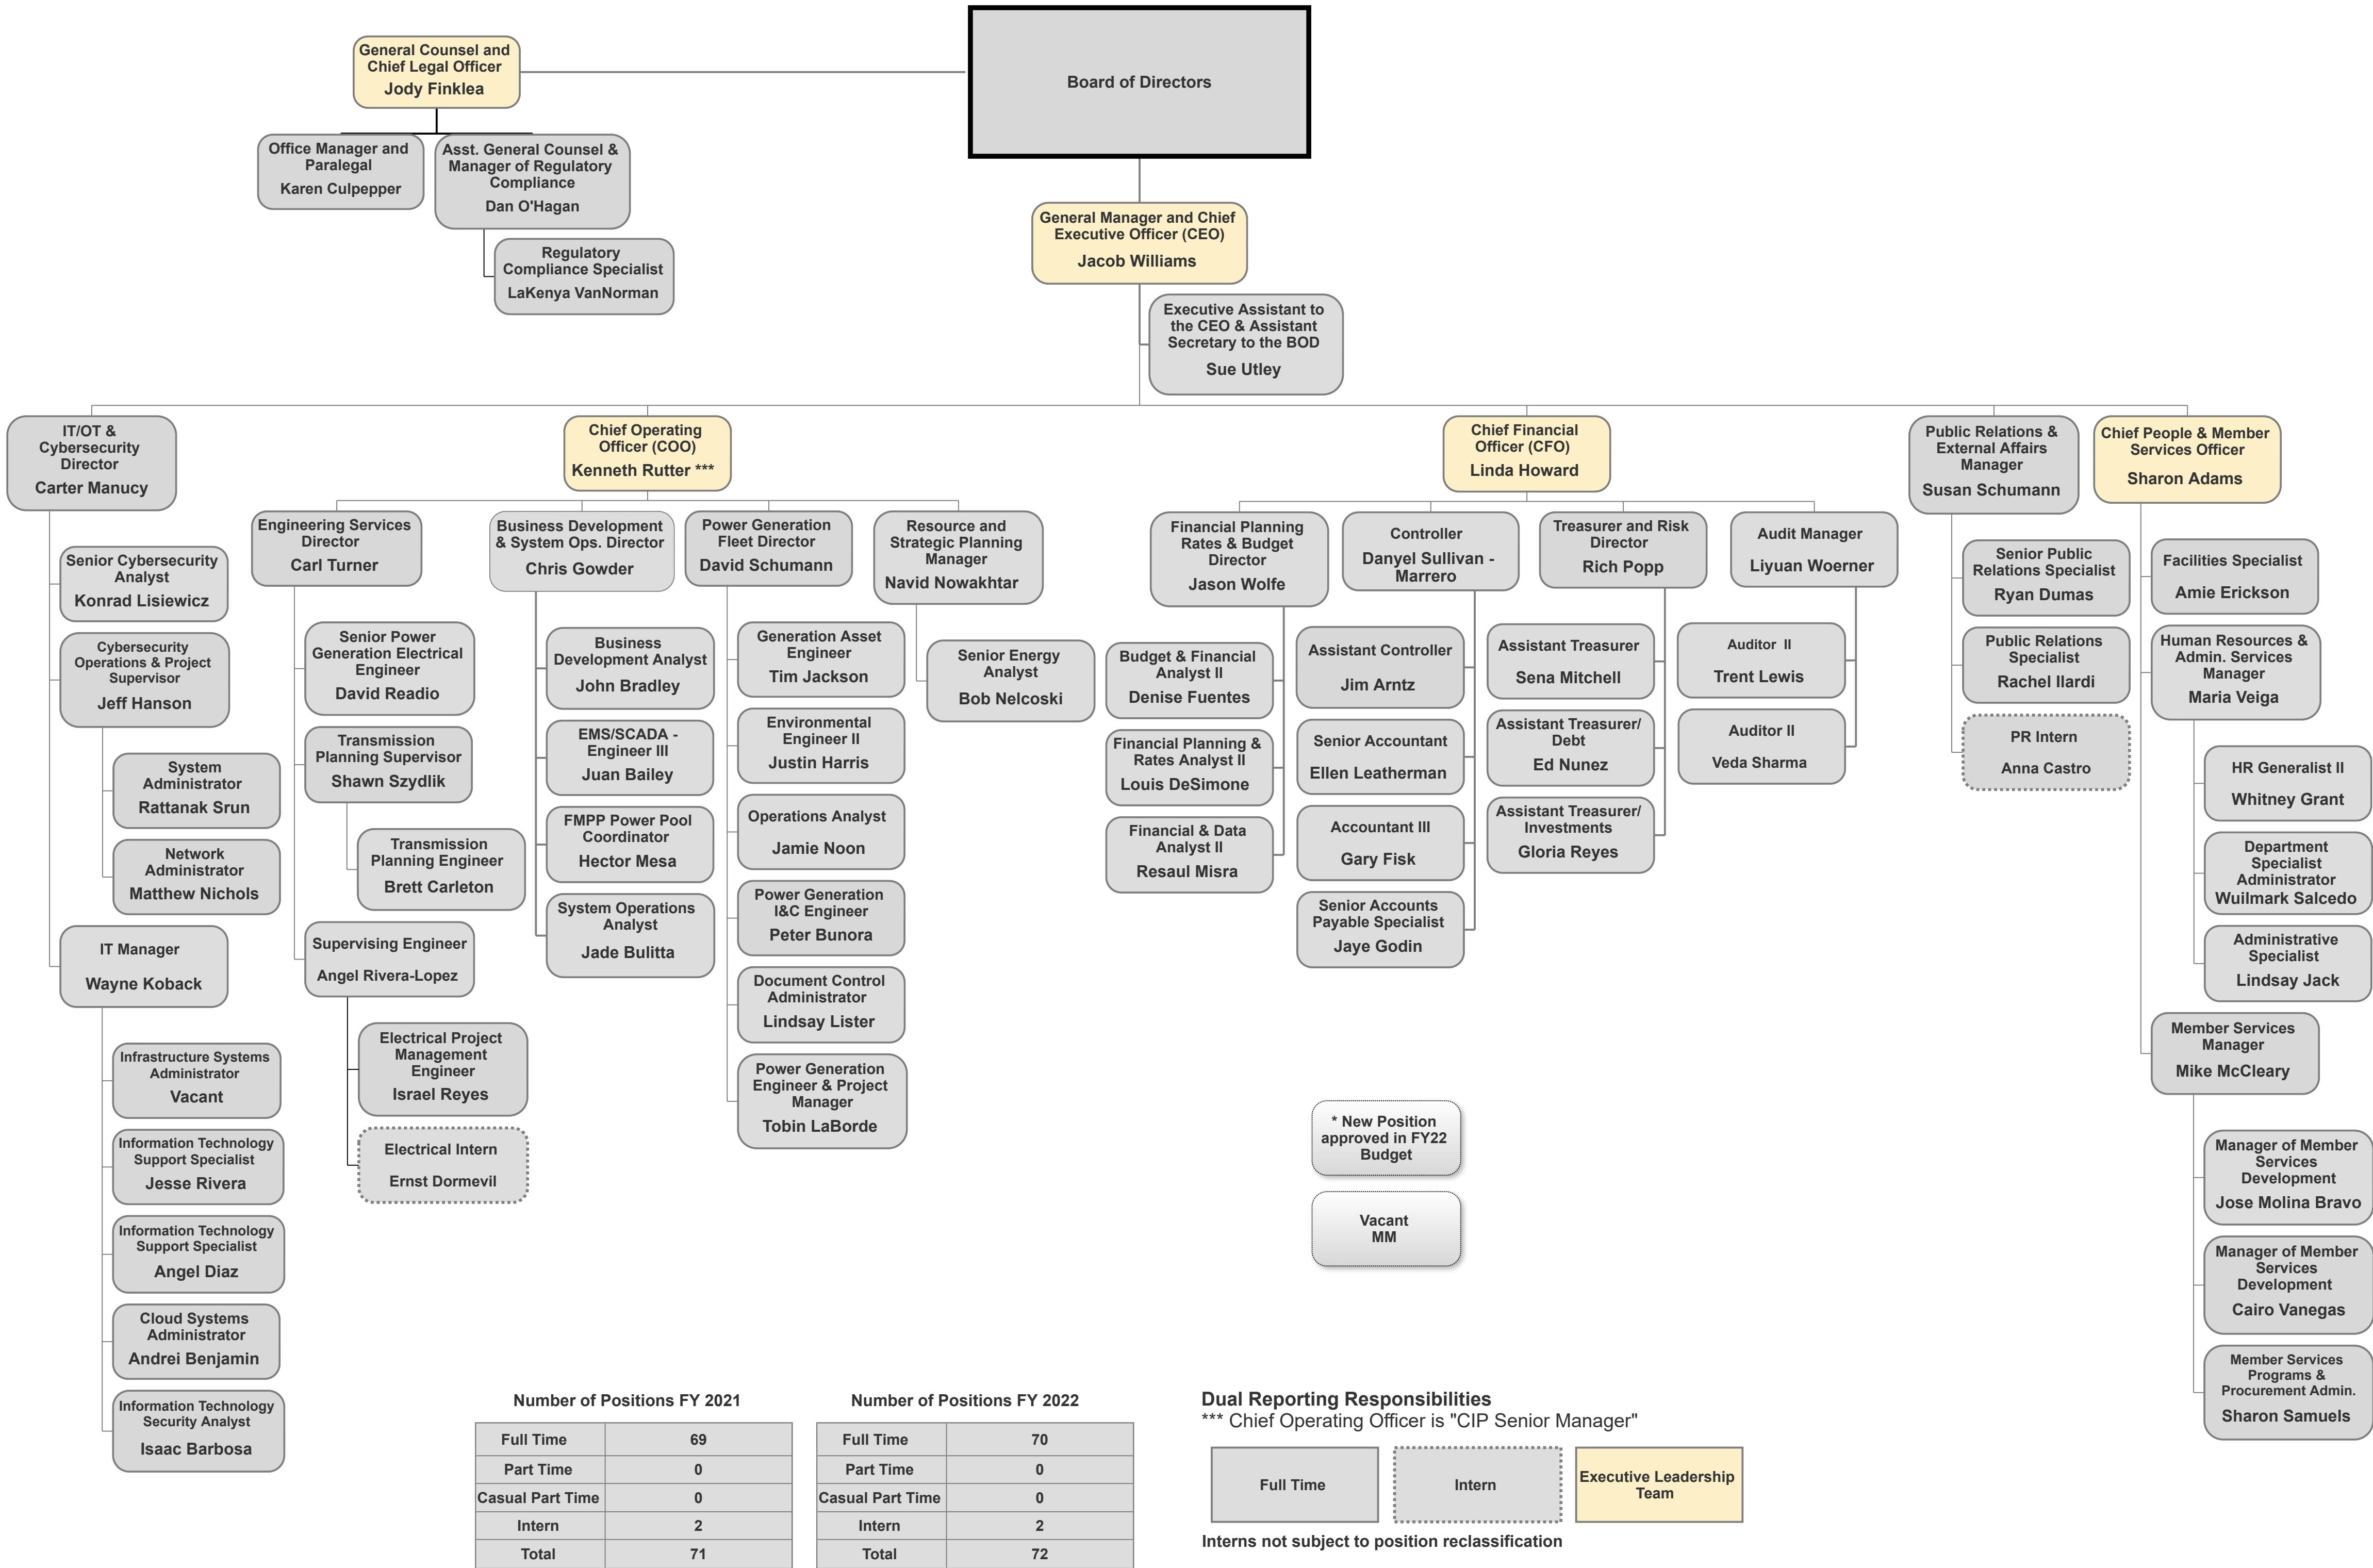 General Counsel and
Chief Legal Officer
Jody Finklea
Board of Directors
Office Manager and
Paralegal
Karen Culpepper
Asst. General Counsel &
Manager of Regulatory
Compliance
Dan O'Hagan
Regulatory
Compliance Specialist
LaKenya VanNorman
General Manager and Chief
Executive Officer (CEO)
Jacob Williams
Executive Assistant to
the CEO & Assistant
Secretary to the BOD
Sue Utley
IT/OT &
Cybersecurity
Director
Carter Manucy
Senior Cybersecurity
Analyst
Konrad Lisiewicz
Cybersecurity
Operations & Project
Supervisor
Jeff Hanson
System
Administrator
Rattanak Srun
Network
Administrator
Matthew Nichols
IT Manager
Wayne Koback
Infrastructure Systems
Administrator
Vacant
Information Technology
Support Specialist
Jesse Rivera
Information Technology
Support Specialist
Angel Diaz
Cloud Systems
Administrator
Andrei Benjamin
Information Technology
Security Analyst
Isaac Barbosa
Chief Operating
Officer (COO)
Kenneth Rutter ***
Engineering Services
Director
Carl Turner
Senior Power
Generation Electrical
Engineer
David Readio
Transmission
Planning Supervisor
Shawn Szydlik
Transmission
Planning Engineer
Brett Carleton
Supervising Engineer
Angel Rivera-Lopez
Electrical Project
Management
Engineer
Israel Reyes
Electrical Intern
Ernst Dormevil
Business Development
& System Ops. Director
Chris Gowder
Business
Development Analyst
John Bradley
EMS/SCADA -
Engineer III
Juan Bailey
FMPP Power Pool
Coordinator
Hector Mesa
System Operations
Analyst
Jade Bulitta
Power Generation
Fleet Director
David Schumann
Generation Asset
Engineer
Tim Jackson
Environmental
Engineer II
Justin Harris
Operations Analyst
Jamie Noon
Power Generation
I&C Engineer
Peter Bunora
Document Control
Administrator
Lindsay Lister
Power Generation
Engineer & Project
Manager
Tobin LaBorde
Resource and
Strategic Planning
Manager
Navid Nowakhtar
Senior Energy
Analyst
Bob Nelcoski
Chief Financial
Officer (CFO)
Linda Howard
Financial Planning
Rates & Budget
Director
Jason Wolfe
Budget & Financial
Analyst II
Denise Fuentes
Financial Planning &
Rates Analyst II
Louis DeSimone
Financial & Data
Analyst II
Resaul Misra
Controller
Danyel Sullivan -
Marrero
Assistant Controller
Jim Arntz
Senior Accountant
Ellen Leatherman
Accountant III
Gary Fisk
Senior Accounts
Payable Specialist
Jaye Godin
Treasurer and Risk
Director
Rich Popp
Assistant Treasurer
Sena Mitchell
Assistant Treasurer/
Debt
Ed Nunez
Assistant Treasurer/
Investments
Gloria Reyes
Audit Manager
Liyuan Woerner
Auditor II
Trent Lewis
Auditor II
Veda Sharma
Public Relations &
External Affairs
Manager
Susan Schumann
Senior Public
Relations Specialist
Ryan Dumas
Public Relations
Specialist
Rachel Ilardi
PR Intern
Anna Castro
Chief People & Member
Services Officer
Sharon Adams
Facilities Specialist
Amie Erickson
Human Resources &
Admin. Services
Manager
Maria Veiga
HR Generalist II
Whitney Grant
Department
Specialist
Administrator
Wuilmark Salcedo
Administrative
Specialist
Lindsay Jack
Member Services
Manager
Mike McCleary
Manager of Member
Services
Development
Jose Molina Bravo
Manager of Member
Services
Development
Cairo Vanegas
Member Services
Programs &
Procurement Admin.
Sharon Samuels
* New Position
approved in FY22
Budget
Vacant
MM
Number of Positions FY 2021
Full Time 69
Part Time 0
Casual Part Time 0
Intern 2
Total 71
Number of Positions FY 2022
Full Time 70
Part Time 0
Casual Part Time 0
Intern 2
Total 72
Dual Reporting Responsibilities
*** Chief Operating Officer is "CIP Senior Manager"
Full Time
Intern
Executive Leadership
Team
Interns not subject to position reclassification